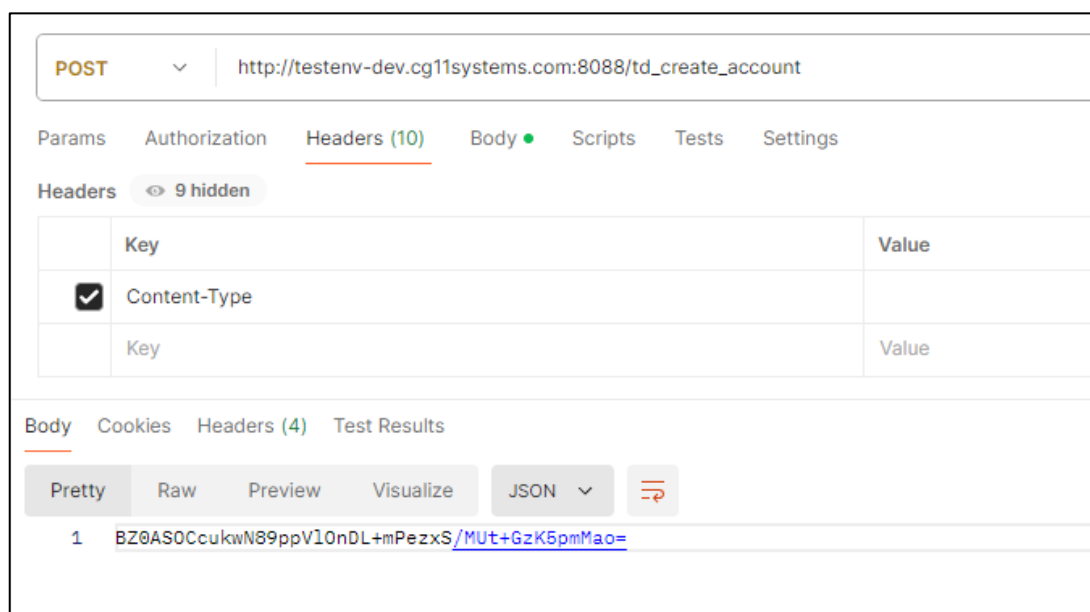 POST http://testenv-dev.cg11systems.com:8088/td_create_account
Params Authorization Headers (10) Body Scripts Tests Settings
Headers 9 hidden
Key Value
Content-Type
Key Value
Body Cookies Headers (4) Test Results
Pretty Raw Preview Visualize JSON
1 BZ0ASOCcukwN89ppVlOnDL+mPezxS/MUt+GzK5pmMao=